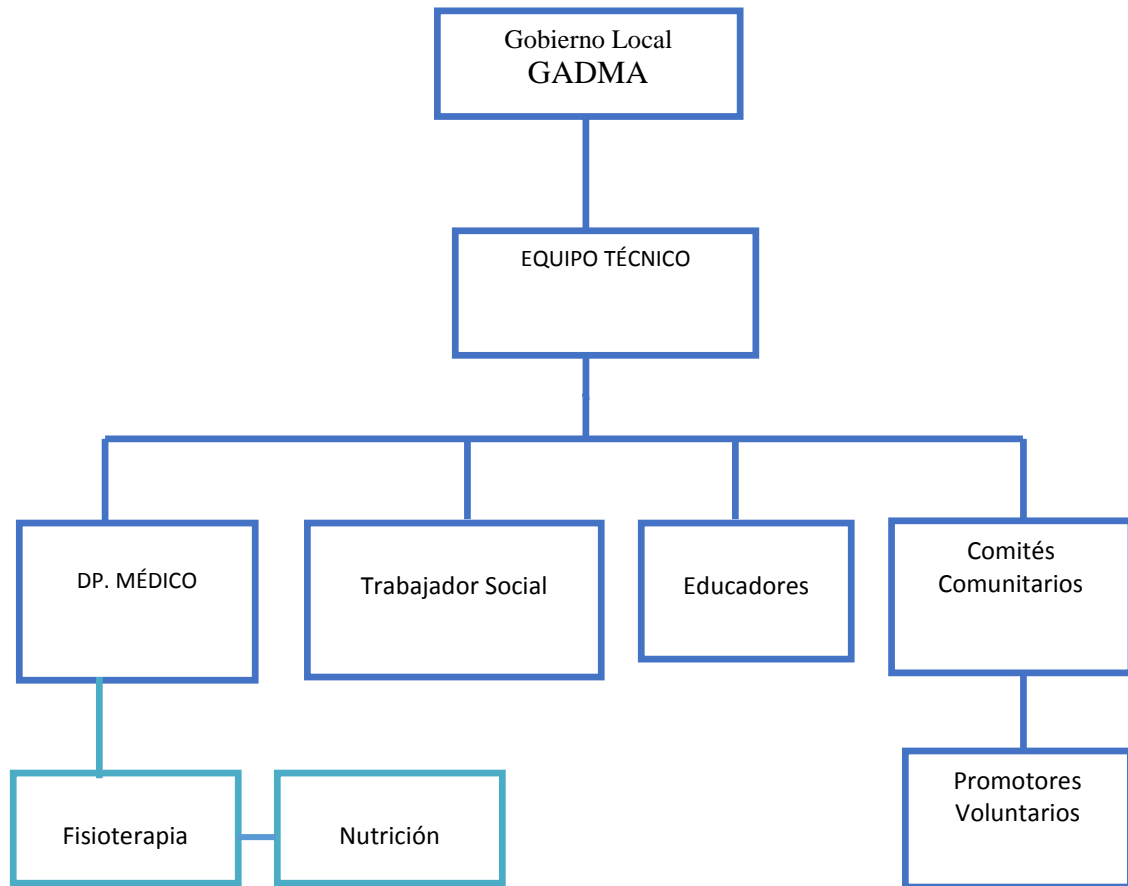 Gobierno Local
GADMA
EQUIPO TÉCNICO
DP. MÉDICO
Trabajador Social
Educadores
Comités
Comunitarios
Fisioterapia
Nutrición
Promotores
Voluntarios